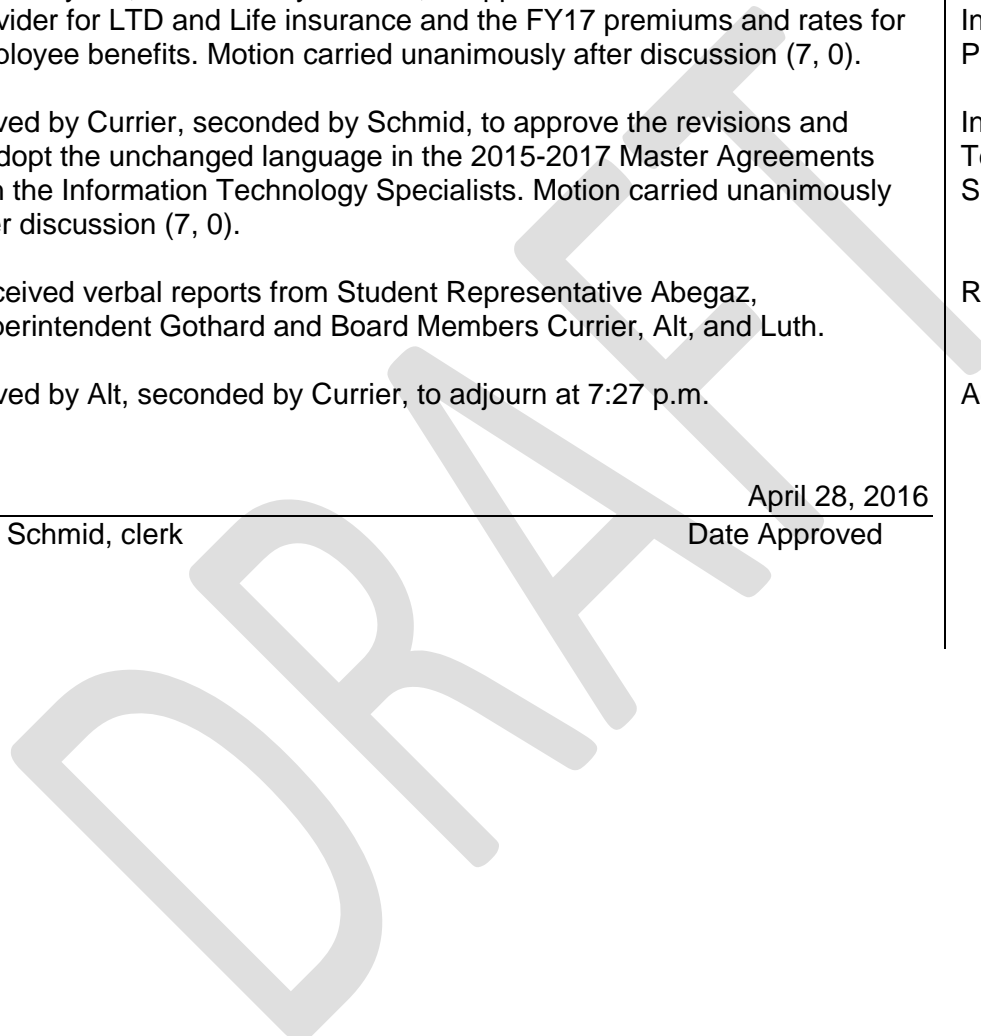 vider for LTD and Life insurance and the FY17 premiums and rates for
ployee benefits. Motion carried unanimously after discussion (7, 0).
ved by Currier, seconded by Schmid, to approve the revisions and
dopt the unchanged language in the 2015-2017 Master Agreements
h the Information Technology Specialists. Motion carried unanimously
er discussion (7, 0).
ceived verbal reports from Student Representative Abegaz,
perintendent Gothard and Board Members Currier, Alt, and Luth.
ved by Alt, seconded by Currier, to adjourn at 7:27 p.m.
April 28, 2016
Schmid, clerk Date Approved
In
P
In
Te
S
R
A
DRAFT